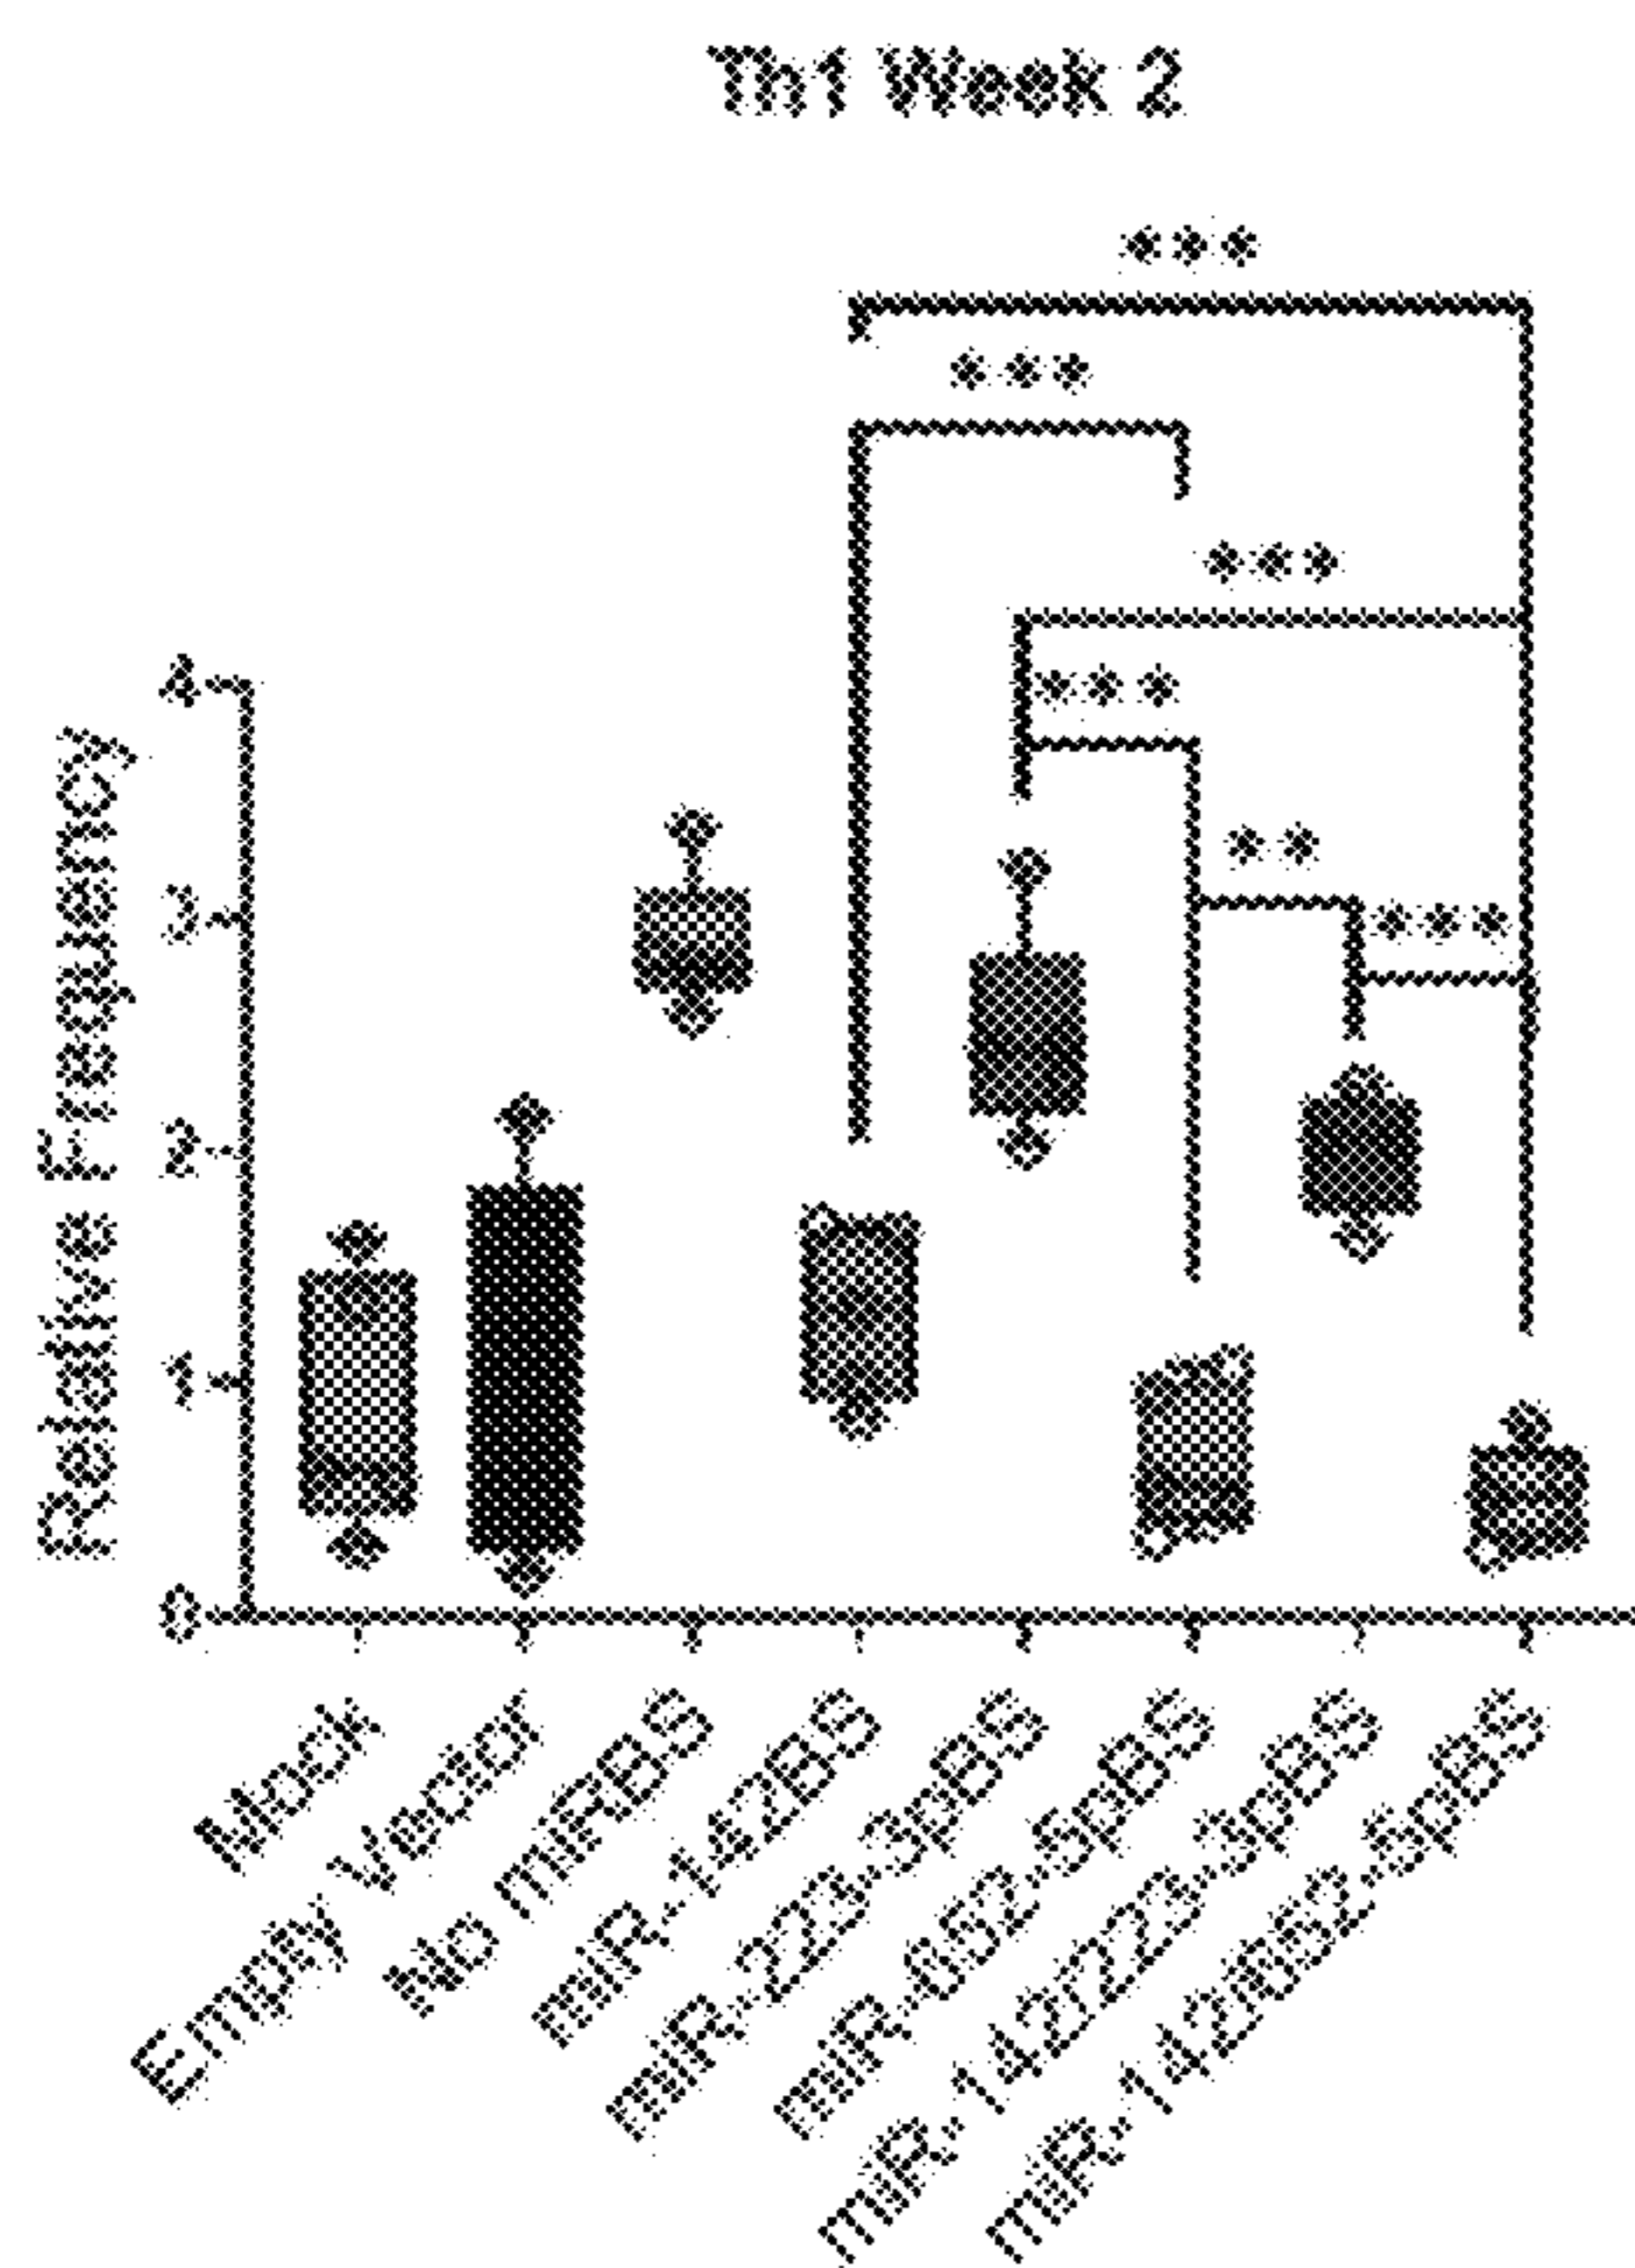 Th1 Week 2
***
***
***
***
**
***
Relative Frequency
4
3
2
1
0
Mock
Empty Vector
No miRBS
miR-142BS
miR-223-3pBS
miR-652-5pBS
miR-142/223-3pBS
miR-142/652-5pBS